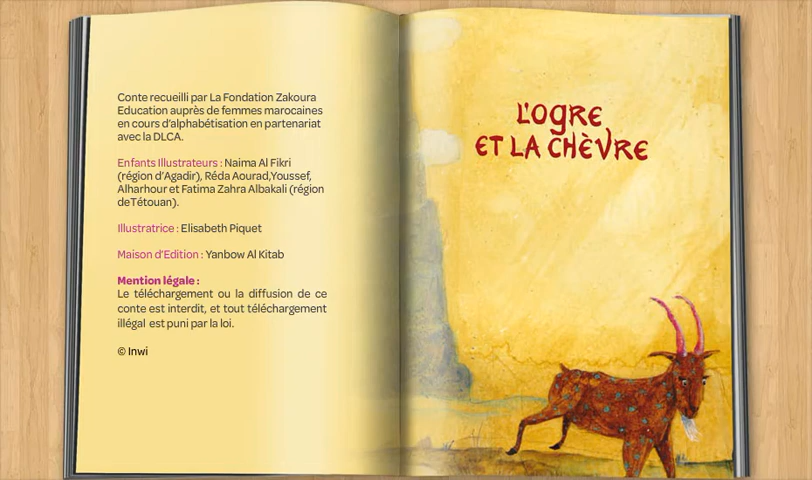 Conte recueilli par La Fondation Zakoura
Education auprès de femmes marocaines
en cours d'alphabétisation en partenariat
avec la DLCA.
Enfants Illustrateurs : Naima Al Fikri
(région d'Agadir), Réda Aourad,Youssef,
Alharhour et Fatima Zahra Albakali (région
deTétouan).
Illustratrice : Elisabeth Piquet
Maison d'Edition : Yanbow Al Kitab
Mention légale :
Le téléchargement ou la diffusion de ce
conte est interdit, et tout téléchargement
illégal est puni par la loi.
© Inwi
L'OGRE
ET LA CHÈVRE